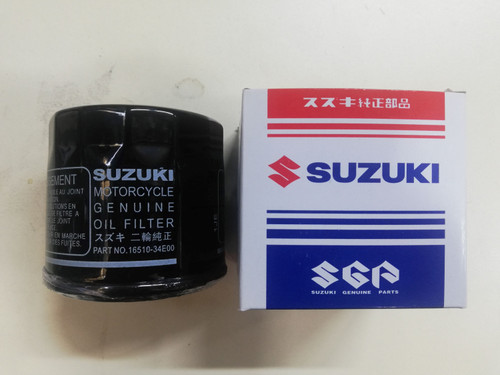 SUZUKI
MOTORCYCLE
GENUINE
OIL FILTER
スズキ 二輪純正
PART NO.16510-34E00
スズキ純正部品
SUZUKI
SGP
SUZUKI GENUINE PARTS